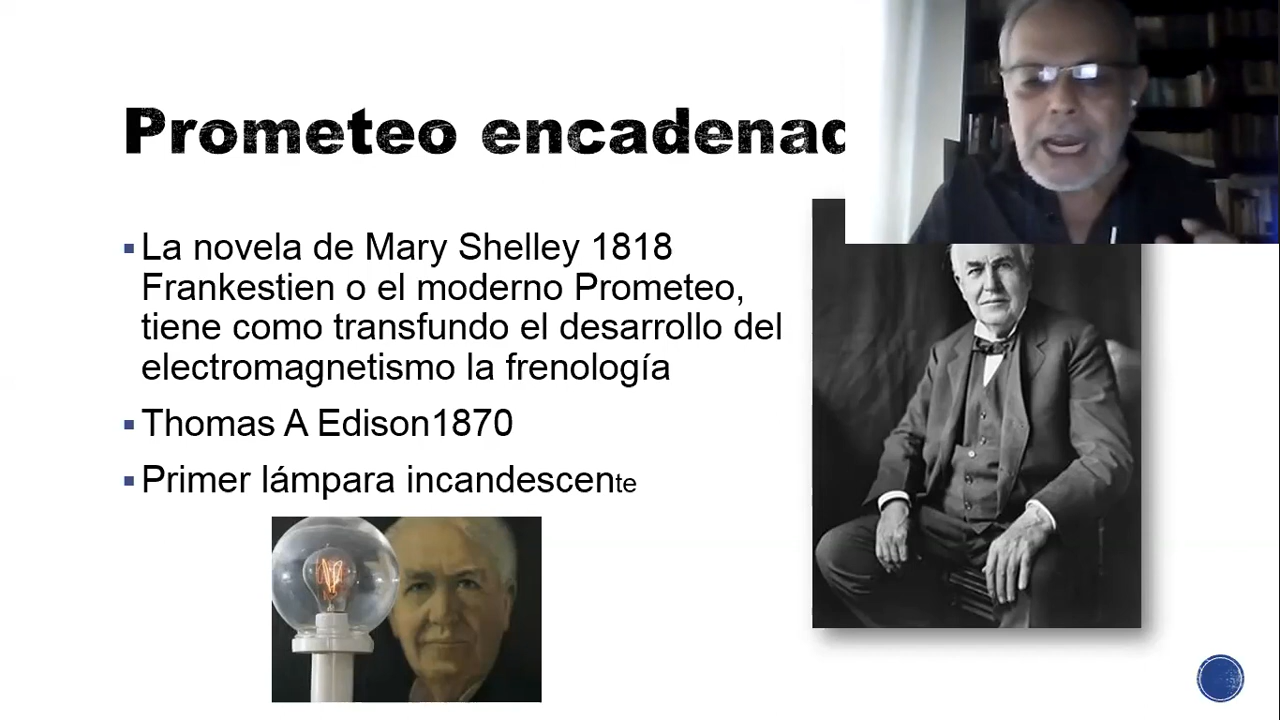 Prometeo encadenad
▪La novela de Mary Shelley 1818
Frankestien o el moderno Prometeo,
tiene como transfundo el desarrollo del
electromagnetismo la frenología
▪Thomas A Edison1870
▪Primer lámpara incandescente